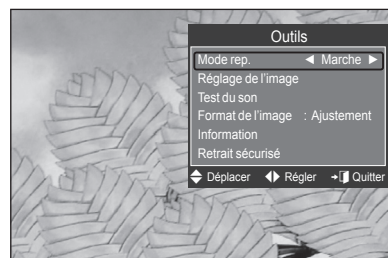 Outils
Mode rep. ◄ Marche ►
Réglage de l'image
Test du son
Format de l'image : Ajustement
Information
Retrait sécurisé
Déplacer Régler Quitter